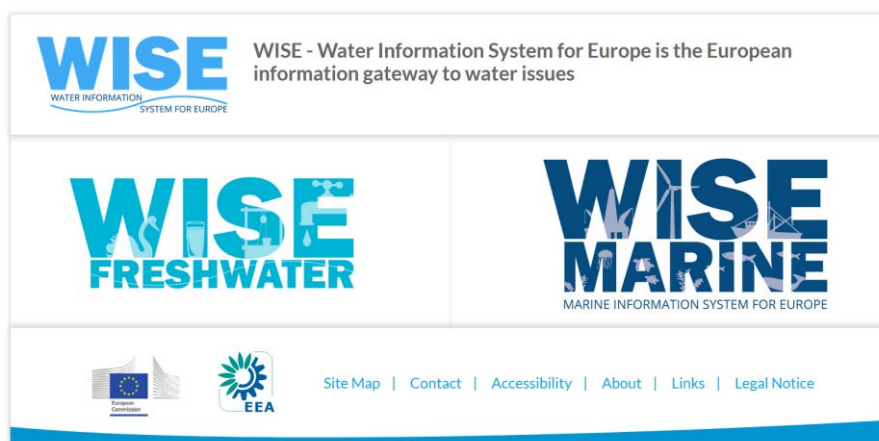 WISE
WATER INFORMATION
SYSTEM FOR EUROPE
WISE - Water Information System for Europe is the European
information gateway to water issues
WISE
FRESHWATER
WISE
MARINE
MARINE INFORMATION SYSTEM FOR EUROPE
European
Commission
EEA
Site Map | Contact | Accessibility | About | Links | Legal Notice